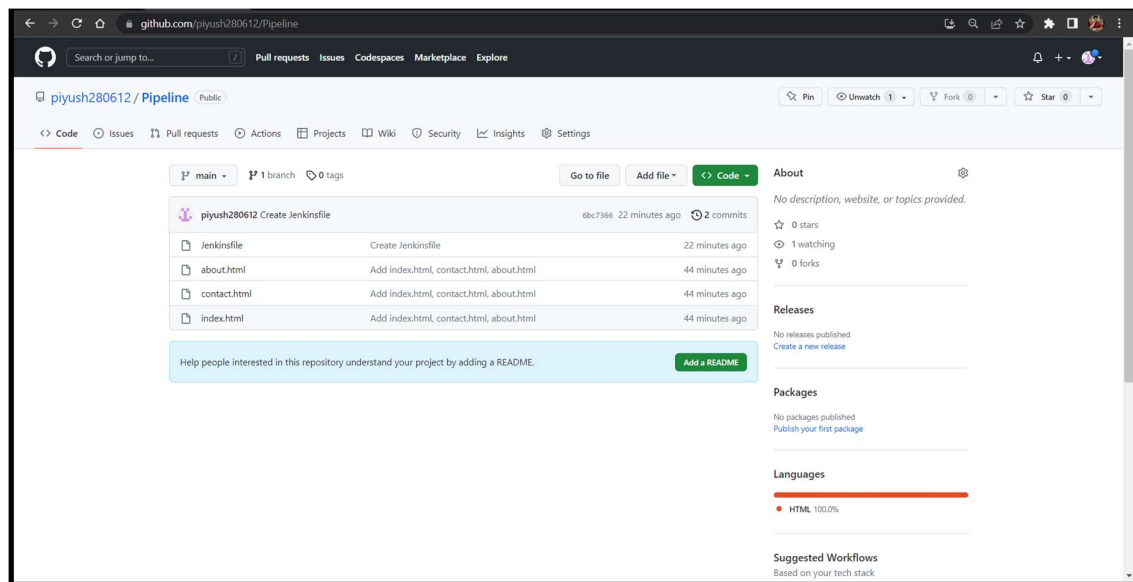 github.com/piyush280612/Pipeline
Search or jump to... / Pull requests Issues Codespaces Marketplace Explore
piyush280612 / Pipeline Public
Pin Unwatch 1 Fork 0 Star 0
Code Issues Pull requests Actions Projects Wiki Security Insights Settings
main 1 branch 0 tags Go to file Add file Code
piyush280612 Create Jenkinsfile 6bc7366 22 minutes ago 2 commits
Jenkinsfile Create Jenkinsfile 22 minutes ago
about.html Add index.html, contact.html, about.html 44 minutes ago
contact.html Add index.html, contact.html, about.html 44 minutes ago
index.html Add index.html, contact.html, about.html 44 minutes ago
Help people interested in this repository understand your project by adding a README. Add a README
About
No description, website, or topics provided.
0 stars
1 watching
0 forks
Releases
No releases published
Create a new release
Packages
No packages published
Publish your first package
Languages
HTML 100.0%
Suggested Workflows
Based on your tech stack